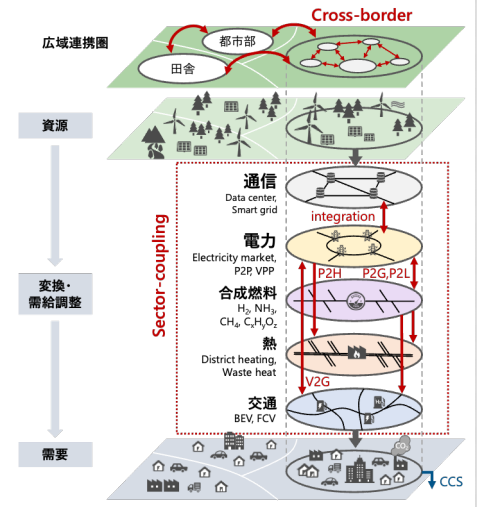 Cross-border
広域連携圏
都市部
田舎
資源
通信
Data center,
Smart grid
integration
電力
Electricity market,
P2P, VPP
P2H
P2G,P2L
Sector-coupling
変換・
需給調整
合成燃料
H₂, NH₃,
CH₄, CₓHᵧO_z
熱
District heating,
Waste heat
V2G
交通
BEV, FCV
需要
CCS